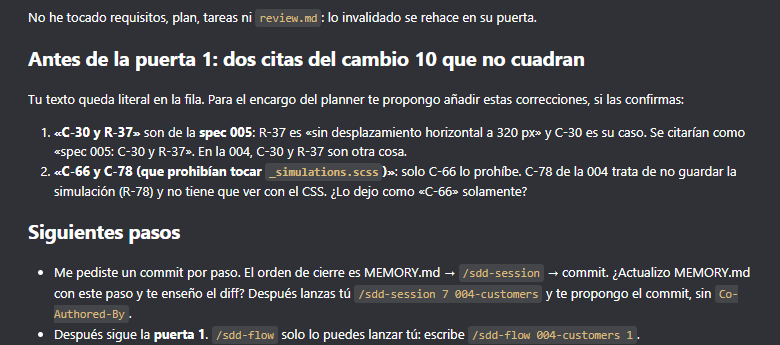 No he tocado requisitos, plan, tareas ni review.md: lo invalidado se rehace en su puerta.
Antes de la puerta 1: dos citas del cambio 10 que no cuadran
Tu texto queda literal en la fila. Para el encargo del planner te propongo añadir estas correcciones, si las confirmas:
1. «C-30 y R-37» son de la spec 005: R-37 es «sin desplazamiento horizontal a 320 px» y C-30 es su caso. Se citarían como
«spec 005: C-30 y R-37». En la 004, C-30 y R-37 son otra cosa.
2. «C-66 y C-78 (que prohibían tocar _simulations.scss)»: solo C-66 lo prohíbe. C-78 de la 004 trata de no guardar la
simulación (R-78) y no tiene que ver con el CSS. ¿Lo dejo como «C-66» solamente?
Siguientes pasos
• Me pediste un commit por paso. El orden de cierre es MEMORY.md → /sdd-session → commit. ¿Actualizo MEMORY.md
con este paso y te enseño el diff? Después lanzas tú /sdd-session 7 004-customers y te propongo el commit, sin Co-
Authored-By.
• Después sigue la puerta 1. /sdd-flow solo lo puedes lanzar tú: escribe /sdd-flow 004-customers 1.